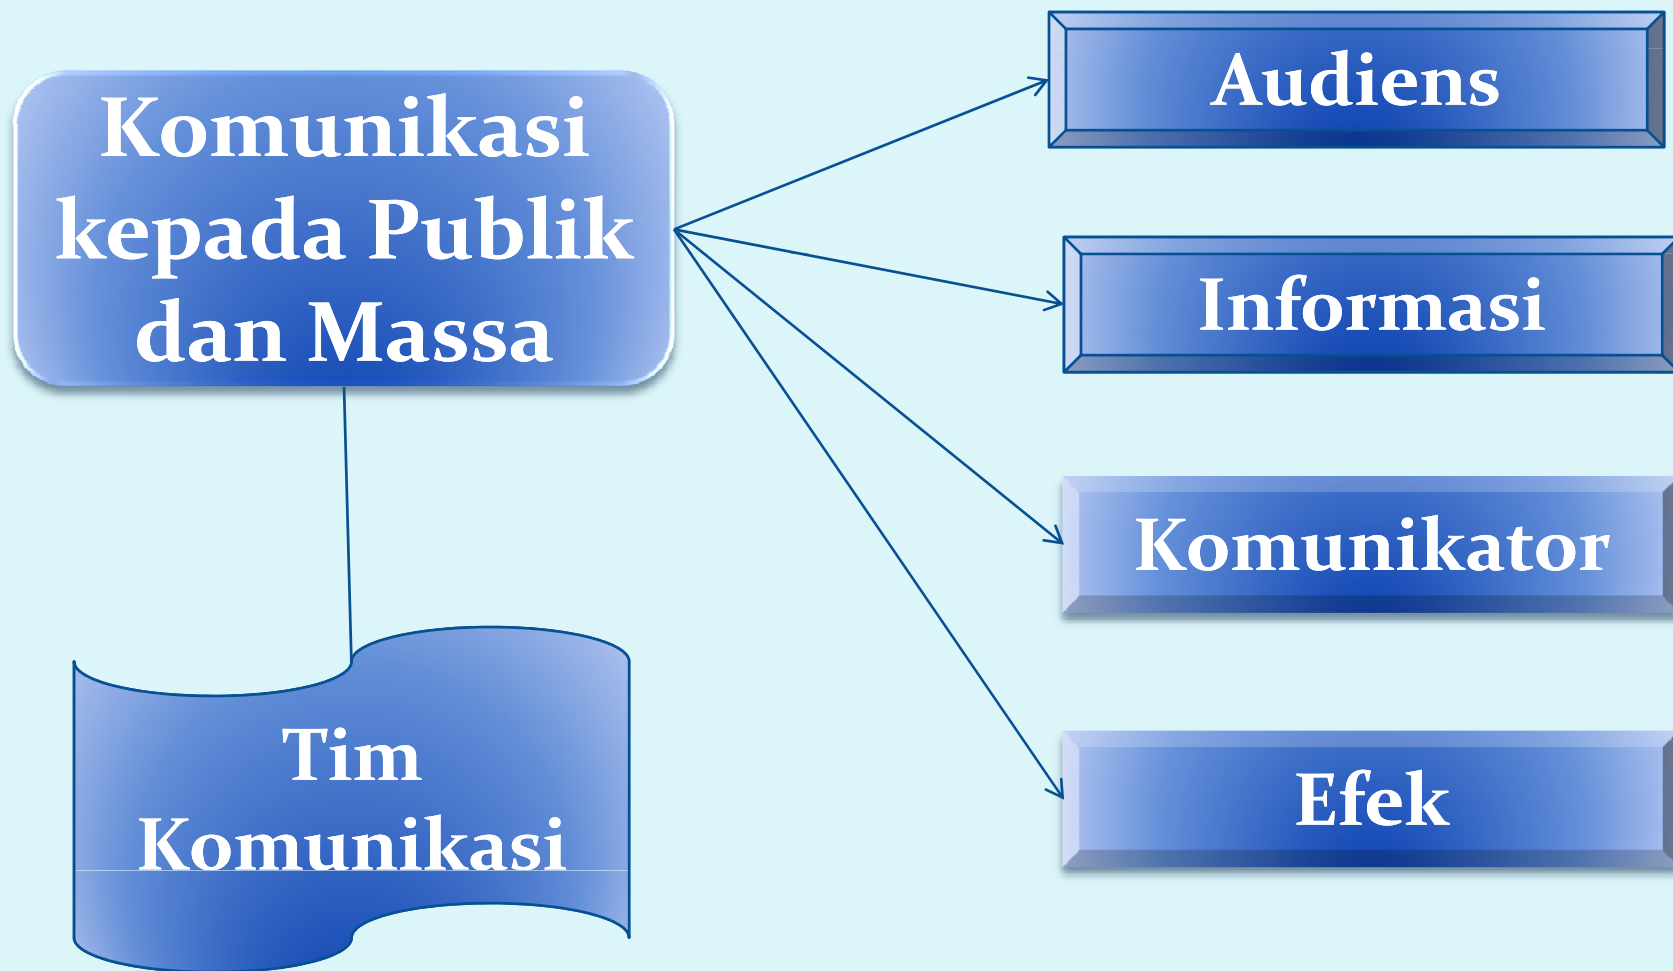 Komunikasi
kepada Publik
dan Massa
Audiens
Informasi
Komunikator
Efek
Tim
Komunikasi